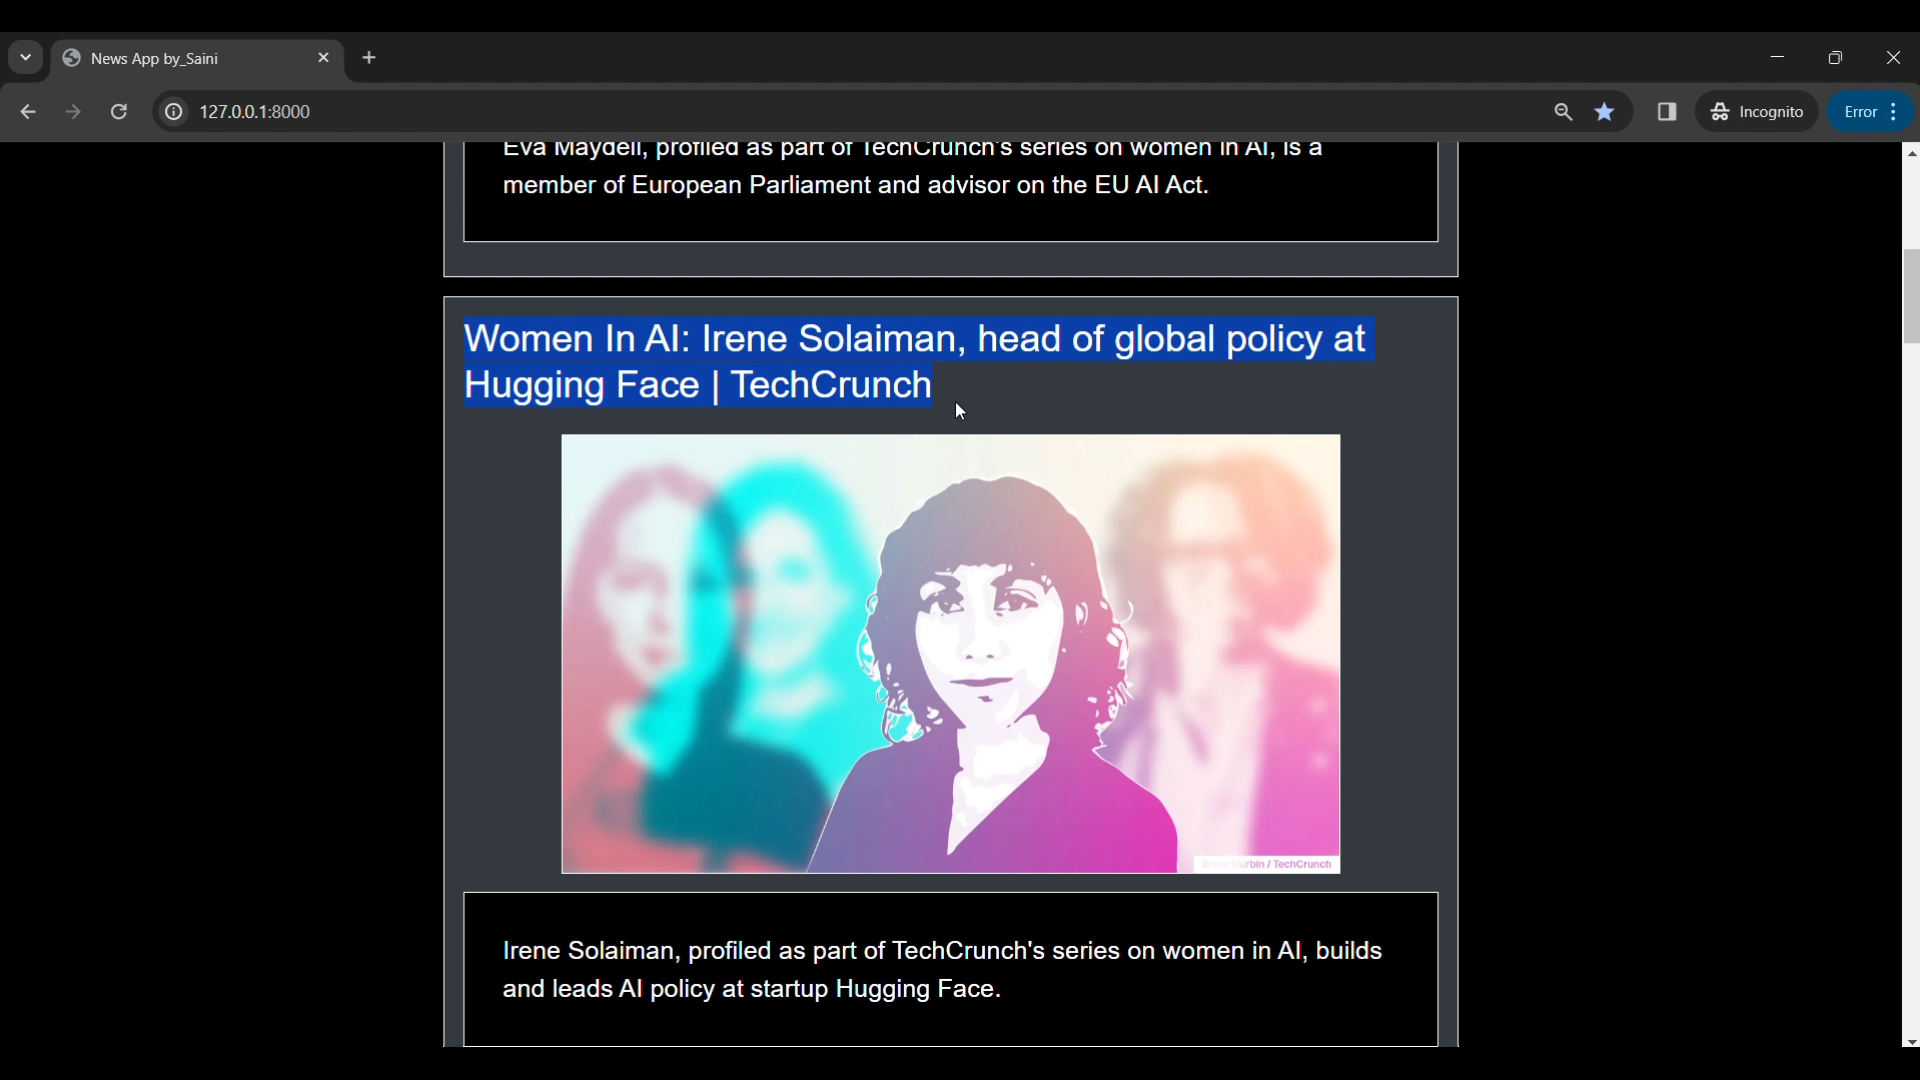 News App by_Saini
127.0.0.1:8000
Incognito
Error
Eva Maydell, profiled as part of TechCrunch's series on women in AI, is a
member of European Parliament and advisor on the EU AI Act.
Women In AI: Irene Solaiman, head of global policy at
Hugging Face | TechCrunch
Durbin / TechCrunch
Irene Solaiman, profiled as part of TechCrunch's series on women in AI, builds
and leads AI policy at startup Hugging Face.